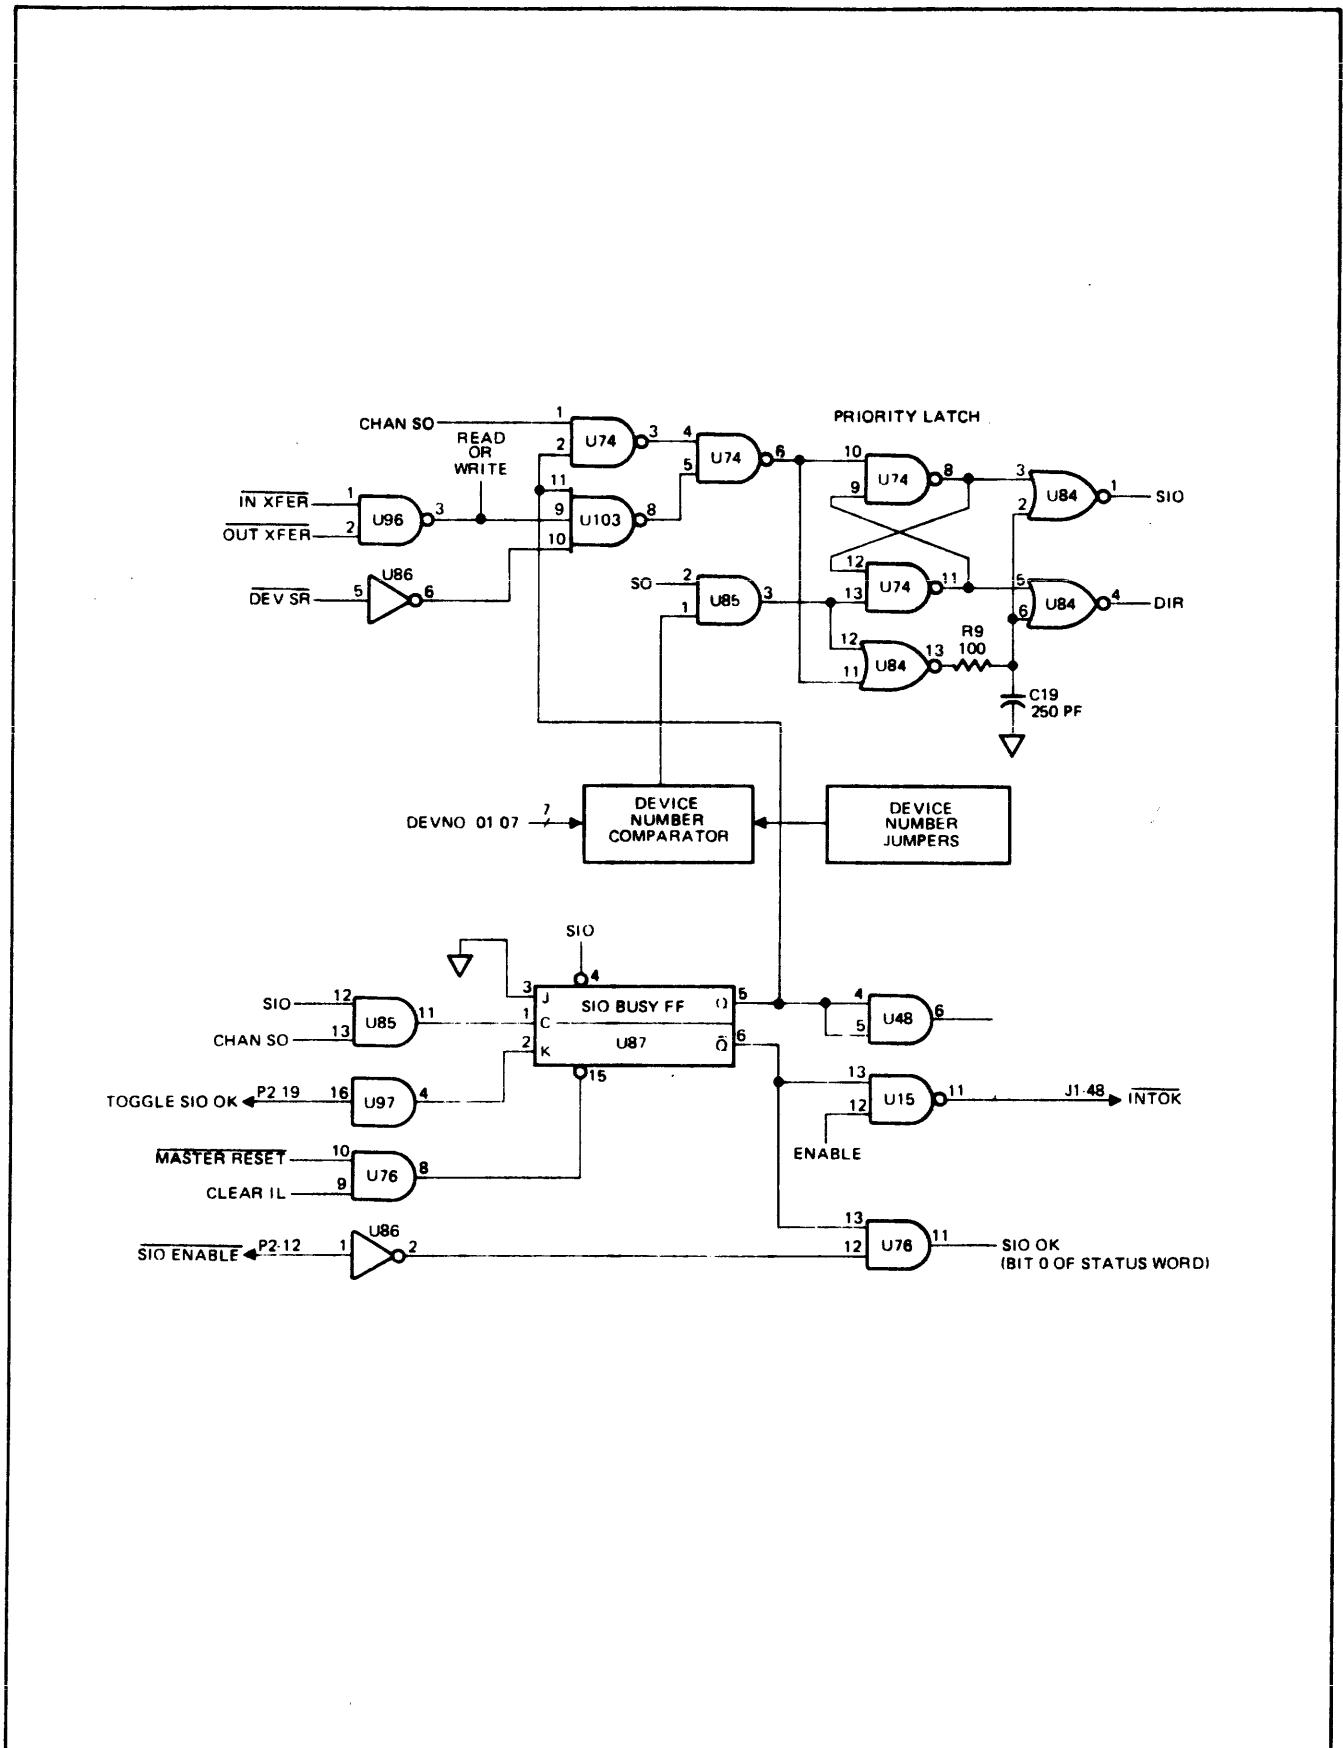 PRIORITY LATCH
CHAN SO
1
2
U74
3
READ
OR
WRITE
4
5
U74
6
10
9
U74
8
3
2
U84
1
SIO
IN XFER
1
OUT XFER
2
U96
3
11
9
10
U103
8
DEV SR
5
U86
6
SO
2
1
U85
3
12
13
U74
11
5
6
U84
4
DIR
12
11
U84
13
R9
100
C19
250 PF
DEVNO 01 07
7
DEVICE
NUMBER
COMPARATOR
DEVICE
NUMBER
JUMPERS
SIO
4
3
J
SIO BUSY FF
Q
5
1
C
2
K
U87
Q̅
6
15
SIO
12
CHAN SO
13
U85
11
4
5
U48
6
TOGGLE SIO OK
P2 19
16
U97
4
13
12
U15
11
J1-48
INTOK
ENABLE
MASTER RESET
10
CLEAR IL
9
U76
8
SIO ENABLE
P2-12
1
U86
2
13
12
U76
11
SIO OK
(BIT 0 OF STATUS WORD)